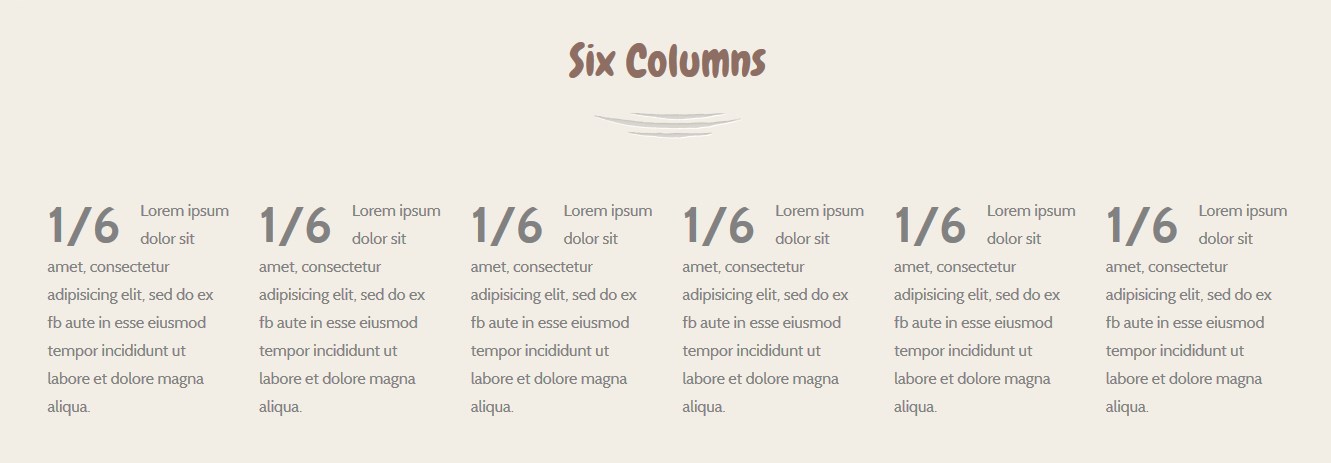 Six Columns
1/6 Lorem ipsum
dolor sit
amet, consectetur
adipisicing elit, sed do ex
fb aute in esse eiusmod
tempor incididunt ut
labore et dolore magna
aliqua.
1/6 Lorem ipsum
dolor sit
amet, consectetur
adipisicing elit, sed do ex
fb aute in esse eiusmod
tempor incididunt ut
labore et dolore magna
aliqua.
1/6 Lorem ipsum
dolor sit
amet, consectetur
adipisicing elit, sed do ex
fb aute in esse eiusmod
tempor incididunt ut
labore et dolore magna
aliqua.
1/6 Lorem ipsum
dolor sit
amet, consectetur
adipisicing elit, sed do ex
fb aute in esse eiusmod
tempor incididunt ut
labore et dolore magna
aliqua.
1/6 Lorem ipsum
dolor sit
amet, consectetur
adipisicing elit, sed do ex
fb aute in esse eiusmod
tempor incididunt ut
labore et dolore magna
aliqua.
1/6 Lorem ipsum
dolor sit
amet, consectetur
adipisicing elit, sed do ex
fb aute in esse eiusmod
tempor incididunt ut
labore et dolore magna
aliqua.